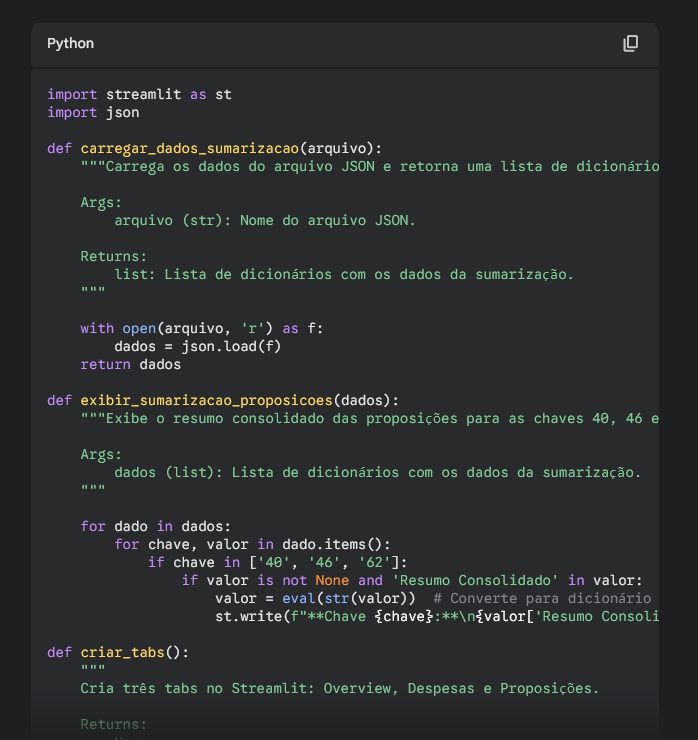 Python
import streamlit as st
import json
def carregar_dados_sumarizacao(arquivo):
"""Carrega os dados do arquivo JSON e retorna uma lista de dicionário
Args:
arquivo (str): Nome do arquivo JSON.
Returns:
list: Lista de dicionários com os dados da sumarização.
"""
with open(arquivo, 'r') as f:
dados = json.load(f)
return dados
def exibir_sumarizacao_proposicoes(dados):
"""Exibe o resumo consolidado das proposições para as chaves 40, 46 e
Args:
dados (list): Lista de dicionários com os dados da sumarização.
"""
for dado in dados:
for chave, valor in dado.items():
if chave in ['40', '46', '62']:
if valor is not None and 'Resumo Consolidado' in valor:
valor = eval(str(valor))  # Converte para dicionário
st.write(f"**Chave {chave}:**\n{valor['Resumo Consoli
def criar_tabs():
"""
Cria três tabs no Streamlit: Overview, Despesas e Proposições.
Returns: